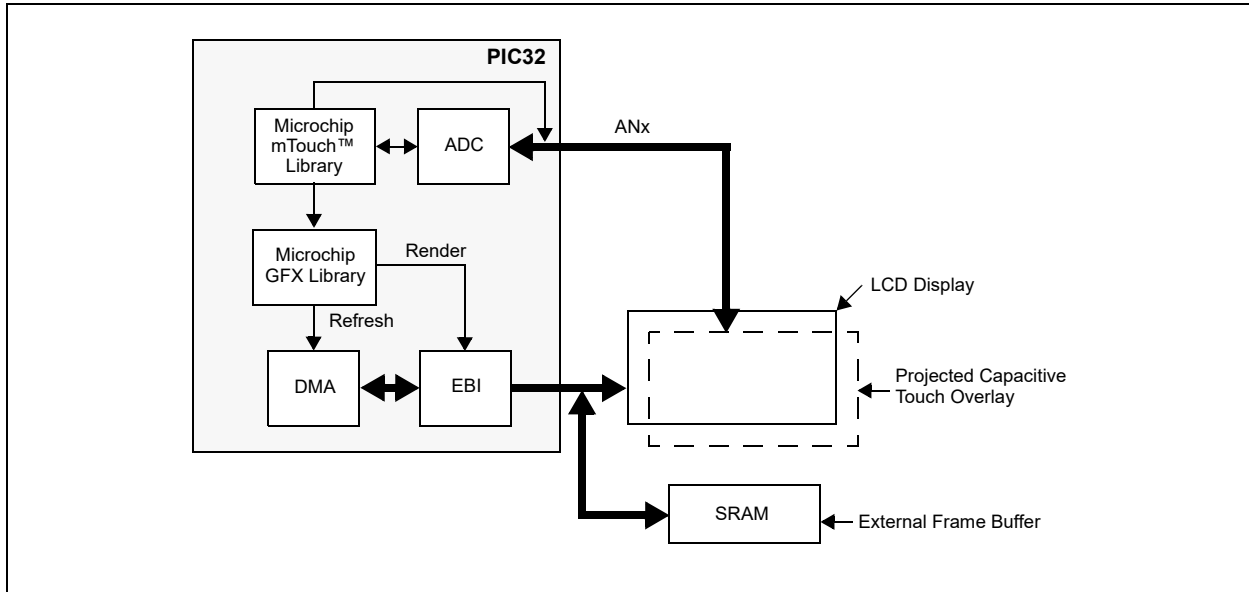 PIC32
Microchip
mTouch™
Library
ADC
ANx
Microchip
GFX Library
Render
Refresh
LCD Display
DMA
EBI
Projected Capacitive
Touch Overlay
SRAM
External Frame Buffer